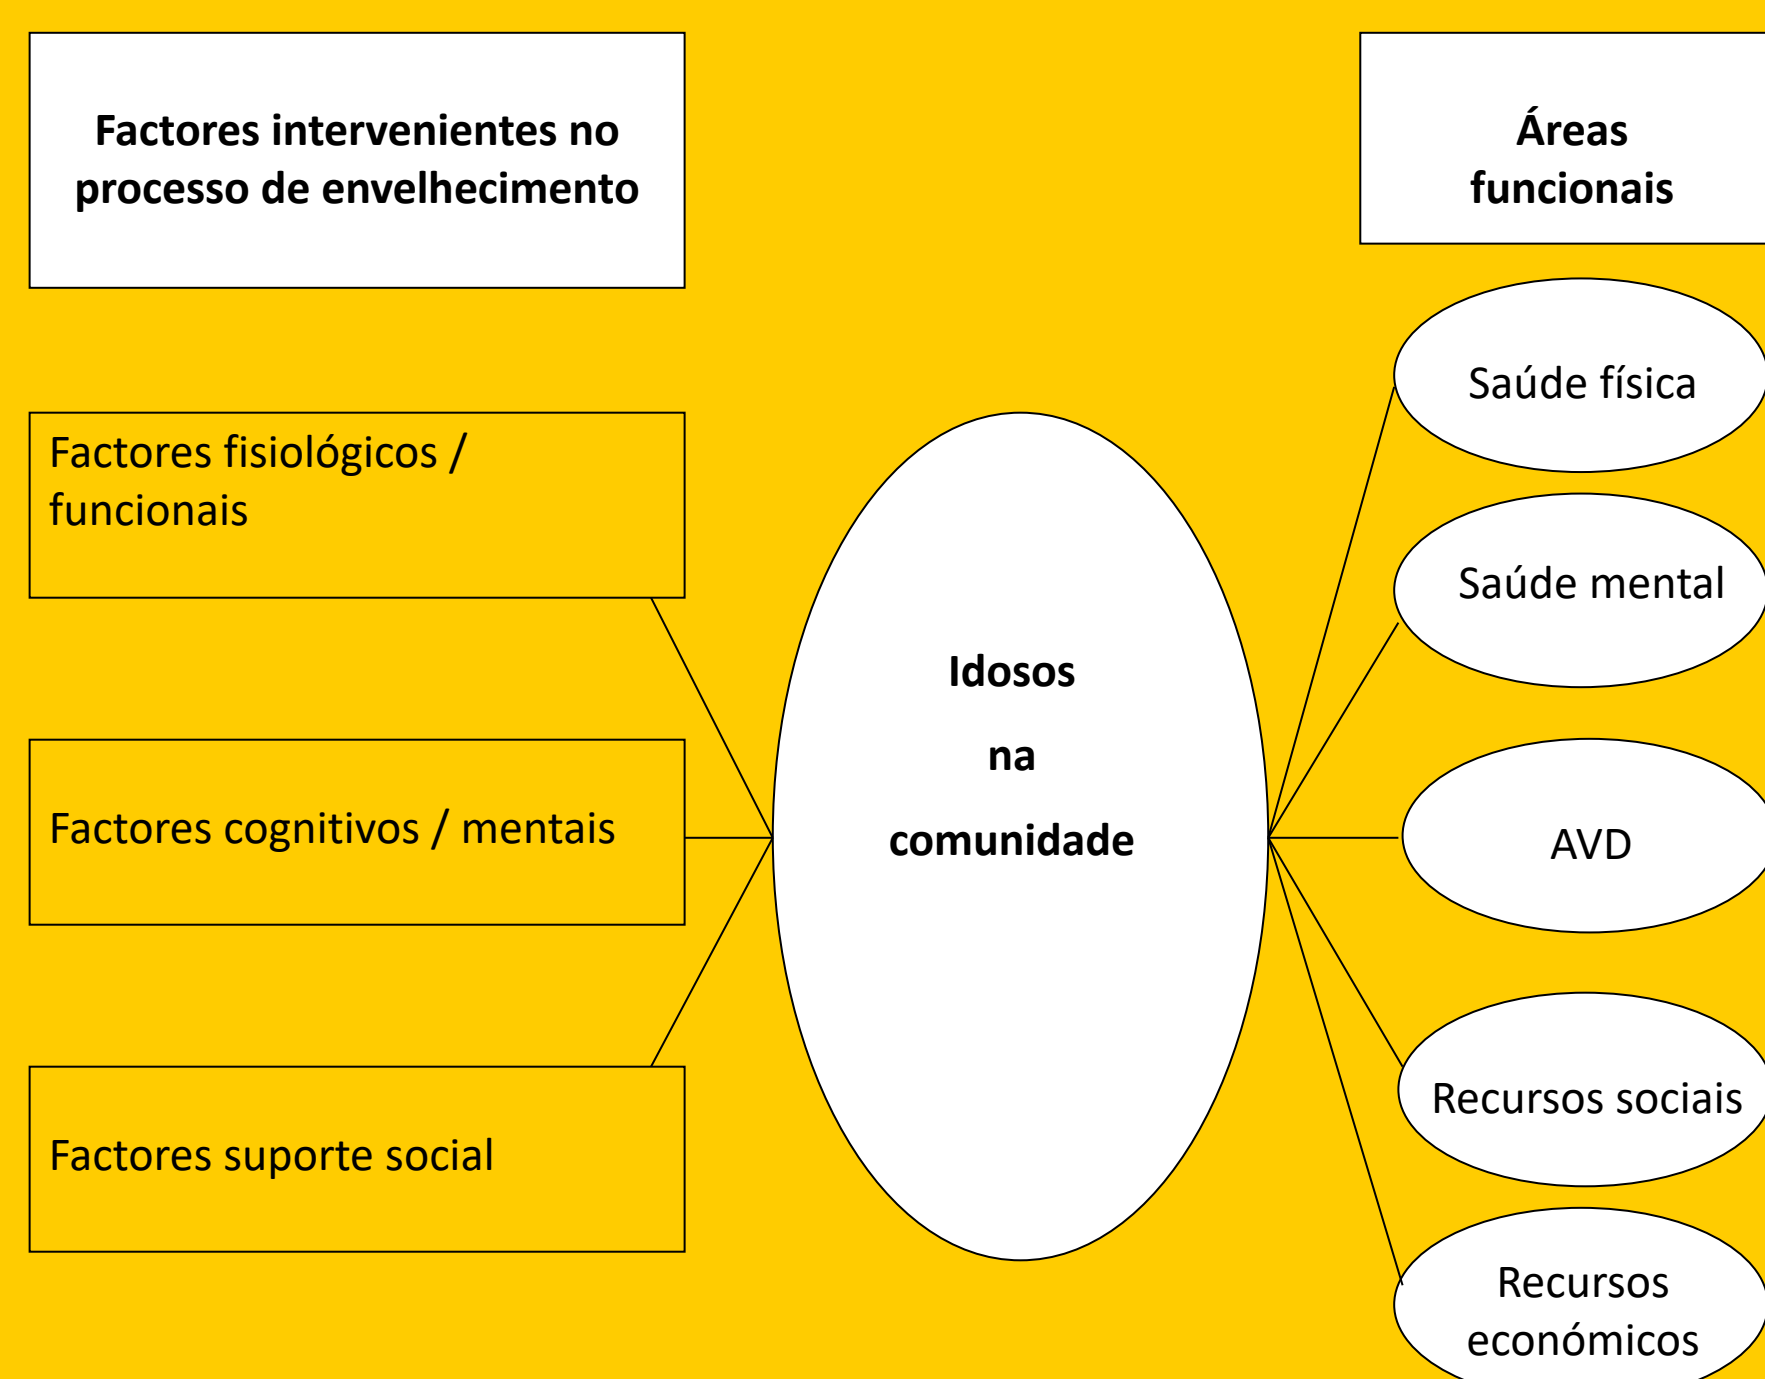 Factores intervenientes no
processo de envelhecimento
Áreas
funcionais
Factores fisiológicos /
funcionais
Factores cognitivos / mentais
Factores suporte social
Idosos
na
comunidade
Saúde física
Saúde mental
AVD
Recursos sociais
Recursos
económicos